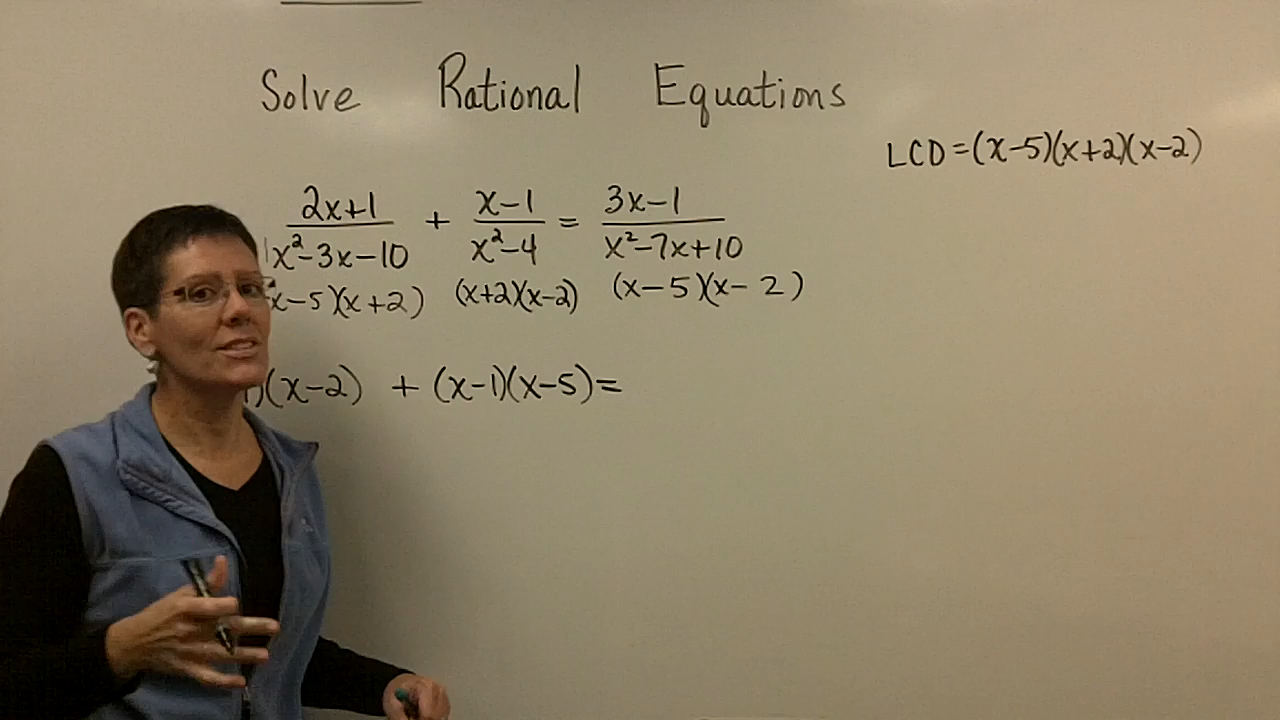 Solve Rational Equations
LCD=(x-5)(x+2)(x-2)
2x+1 + x-1 = 3x-1
x²-3x-10 x²-4 x²-7x+10
x-5)(x+2) (x+2)(x-2) (x-5)(x-2)
)(x-2) + (x-1)(x-5)=